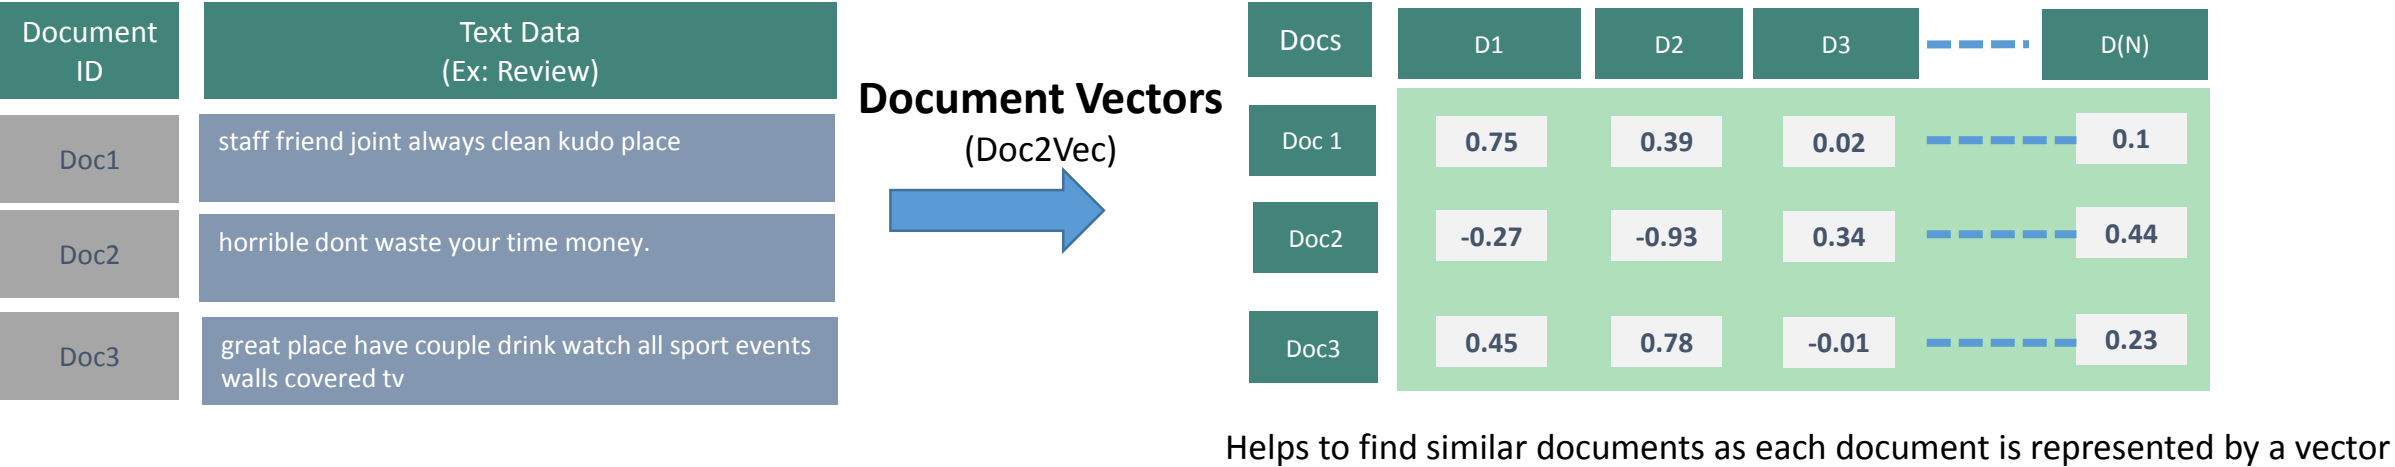 Document
ID
Text Data
(Ex: Review)
Doc1
staff friend joint always clean kudo place
Doc2
horrible dont waste your time money.
Doc3
great place have couple drink watch all sport events
walls covered tv
Document Vectors
(Doc2Vec)
Docs D1 D2 D3 D(N)
Doc 1 0.75 0.39 0.02 0.1
Doc2 -0.27 -0.93 0.34 0.44
Doc3 0.45 0.78 -0.01 0.23
Helps to find similar documents as each document is represented by a vector